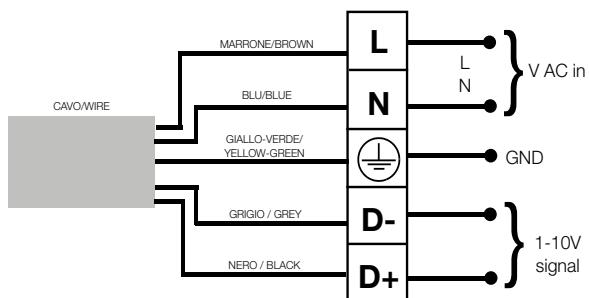 MARRONE/BROWN
L
L
V AC in
N
CAVO/WIRE
BLU/BLUE
N
GIALLO-VERDE/
YELLOW-GREEN
GND
GRIGIO / GREY
D-
1-10V
signal
NERO / BLACK
D+